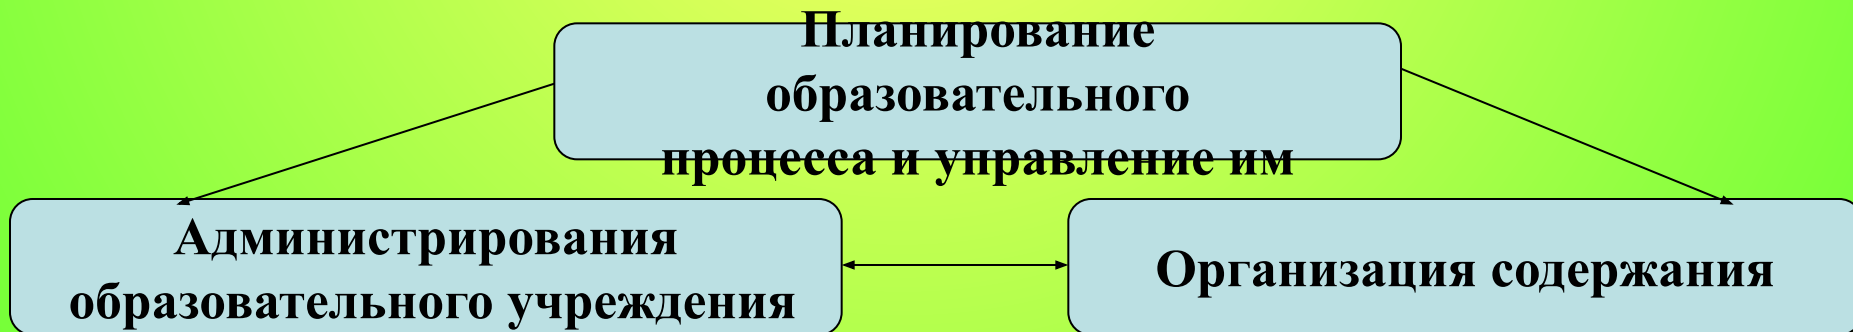 Планирование
образовательного
процесса и управление им
Администрирования
образовательного учреждения
Организация содержания